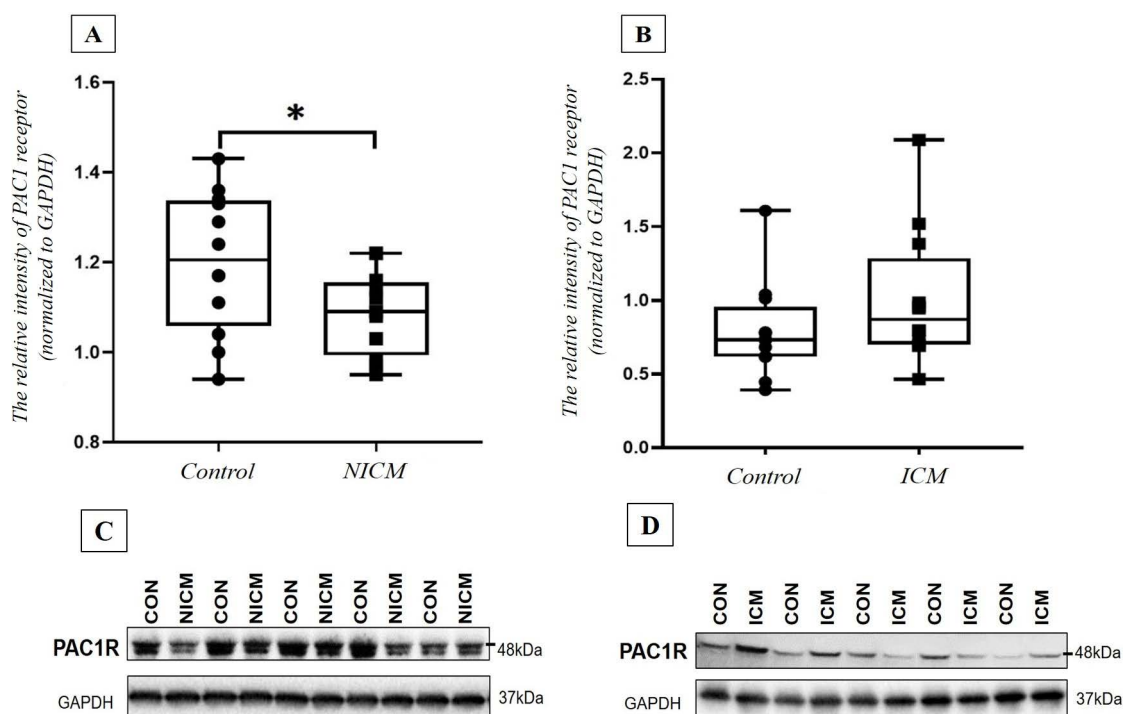 A
B
The relative intensity of PAC1 receptor
(normalized to GAPDH)
1.6
1.4
1.2
1.0
0.8
*
Control
NICM
The relative intensity of PAC1 receptor
(normalized to GAPDH)
2.5
2.0
1.5
1.0
0.5
0.0
Control
ICM
C
CON NICM CON NICM CON NICM CON NICM CON NICM
PAC1R
48kDa
GAPDH
37kDa
D
CON ICM CON ICM CON ICM CON ICM CON ICM
PAC1R
48kDa
GAPDH
37kDa